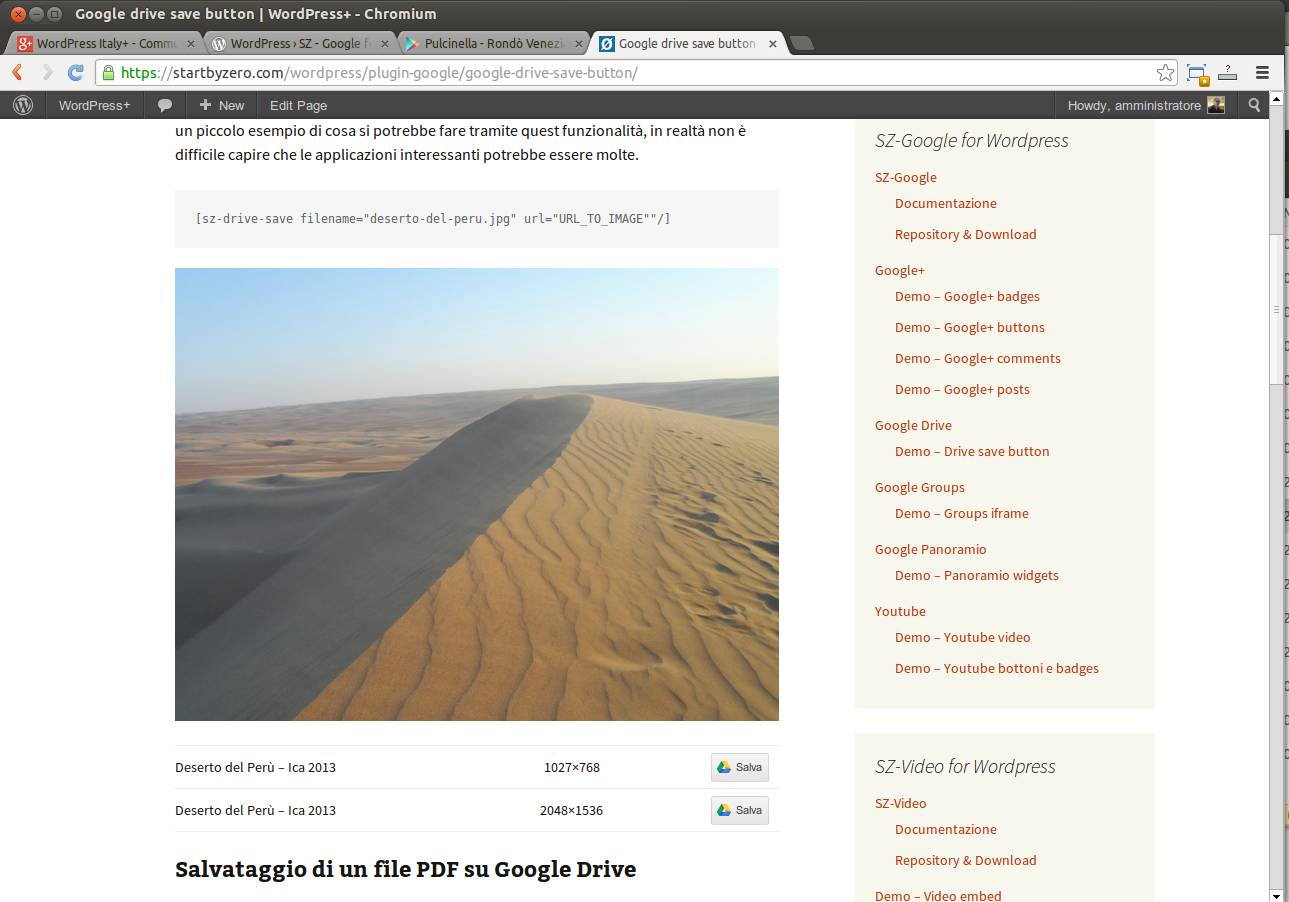 Google drive save button | WordPress+ - Chromium
WordPress Italy+ - Commu
WordPress › SZ - Google f
Pulcinella - Rondò Venezi
Google drive save button
https://startbyzero.com/wordpress/plugin-google/google-drive-save-button/
WordPress+
New
Edit Page
Howdy, amministratore
un piccolo esempio di cosa si potrebbe fare tramite quest funzionalità, in realtà non è
difficile capire che le applicazioni interessanti potrebbe essere molte.
[sz-drive-save filename="deserto-del-peru.jpg" url="URL_TO_IMAGE""/]
Deserto del Perù – Ica 2013 1027×768 Salva
Deserto del Perù – Ica 2013 2048×1536 Salva
Salvataggio di un file PDF su Google Drive
SZ-Google for Wordpress
SZ-Google
Documentazione
Repository & Download
Google+
Demo – Google+ badges
Demo – Google+ buttons
Demo – Google+ comments
Demo – Google+ posts
Google Drive
Demo – Drive save button
Google Groups
Demo – Groups iframe
Google Panoramio
Demo – Panoramio widgets
Youtube
Demo – Youtube video
Demo – Youtube bottoni e badges
SZ-Video for Wordpress
SZ-Video
Documentazione
Repository & Download
Demo – Video embed